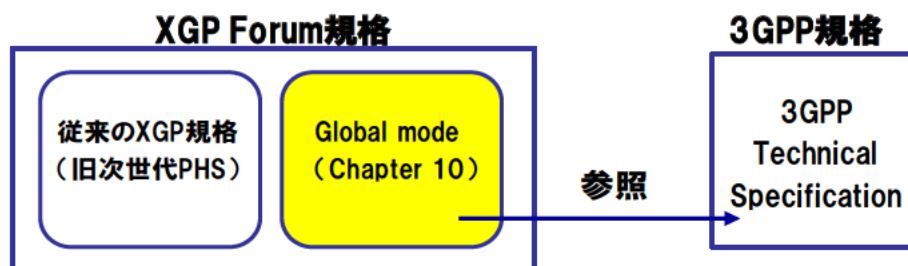 XGP Forum規格
3GPP規格
従来のXGP規格
（旧次世代PHS）
Global mode
（Chapter 10）
参照
3GPP
Technical
Specification